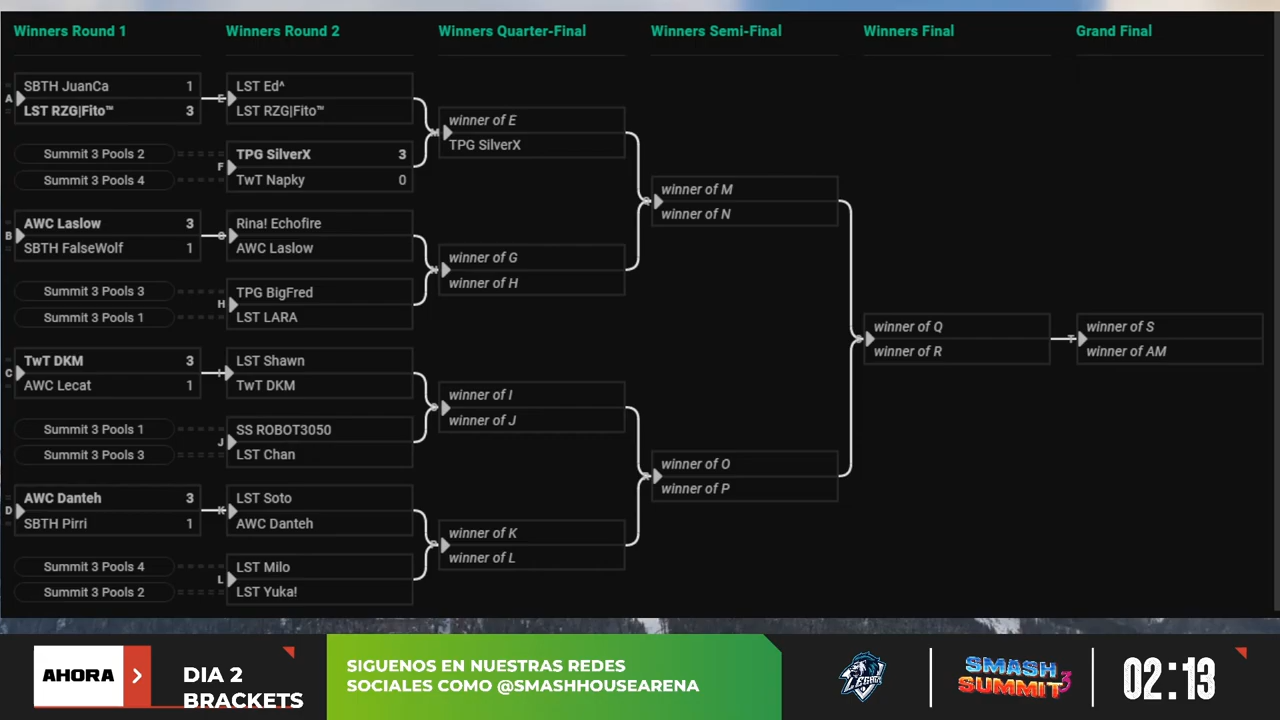 Winners Round 1
Winners Round 2
Winners Quarter-Final
Winners Semi-Final
Winners Final
Grand Final
A
SBTH JuanCa 1
LST RZG|Fito™ 3
Summit 3 Pools 2
Summit 3 Pools 4
B
AWC Laslow 3
SBTH FalseWolf 1
Summit 3 Pools 3
Summit 3 Pools 1
C
TwT DKM 3
AWC Lecat 1
Summit 3 Pools 1
Summit 3 Pools 3
D
AWC Danteh 3
SBTH Pirri 1
Summit 3 Pools 4
Summit 3 Pools 2
E
LST Ed^
LST RZG|Fito™
F
TPG SilverX 3
TwT Napky 0
Rina! Echofire
AWC Laslow
H
TPG BigFred
LST LARA
LST Shawn
TwT DKM
J
SS ROBOT3050
LST Chan
K
LST Soto
AWC Danteh
L
LST Milo
LST Yuka!
winner of E
TPG SilverX
winner of G
winner of H
winner of I
winner of J
winner of K
winner of L
winner of M
winner of N
winner of O
winner of P
winner of Q
winner of R
winner of S
winner of AM
AHORA
DIA 2
BRACKETS
SIGUENOS EN NUESTRAS REDES
SOCIALES COMO @SMASHHOUSEARENA
LEGACY
SMASH
SUMMIT 3
02:13